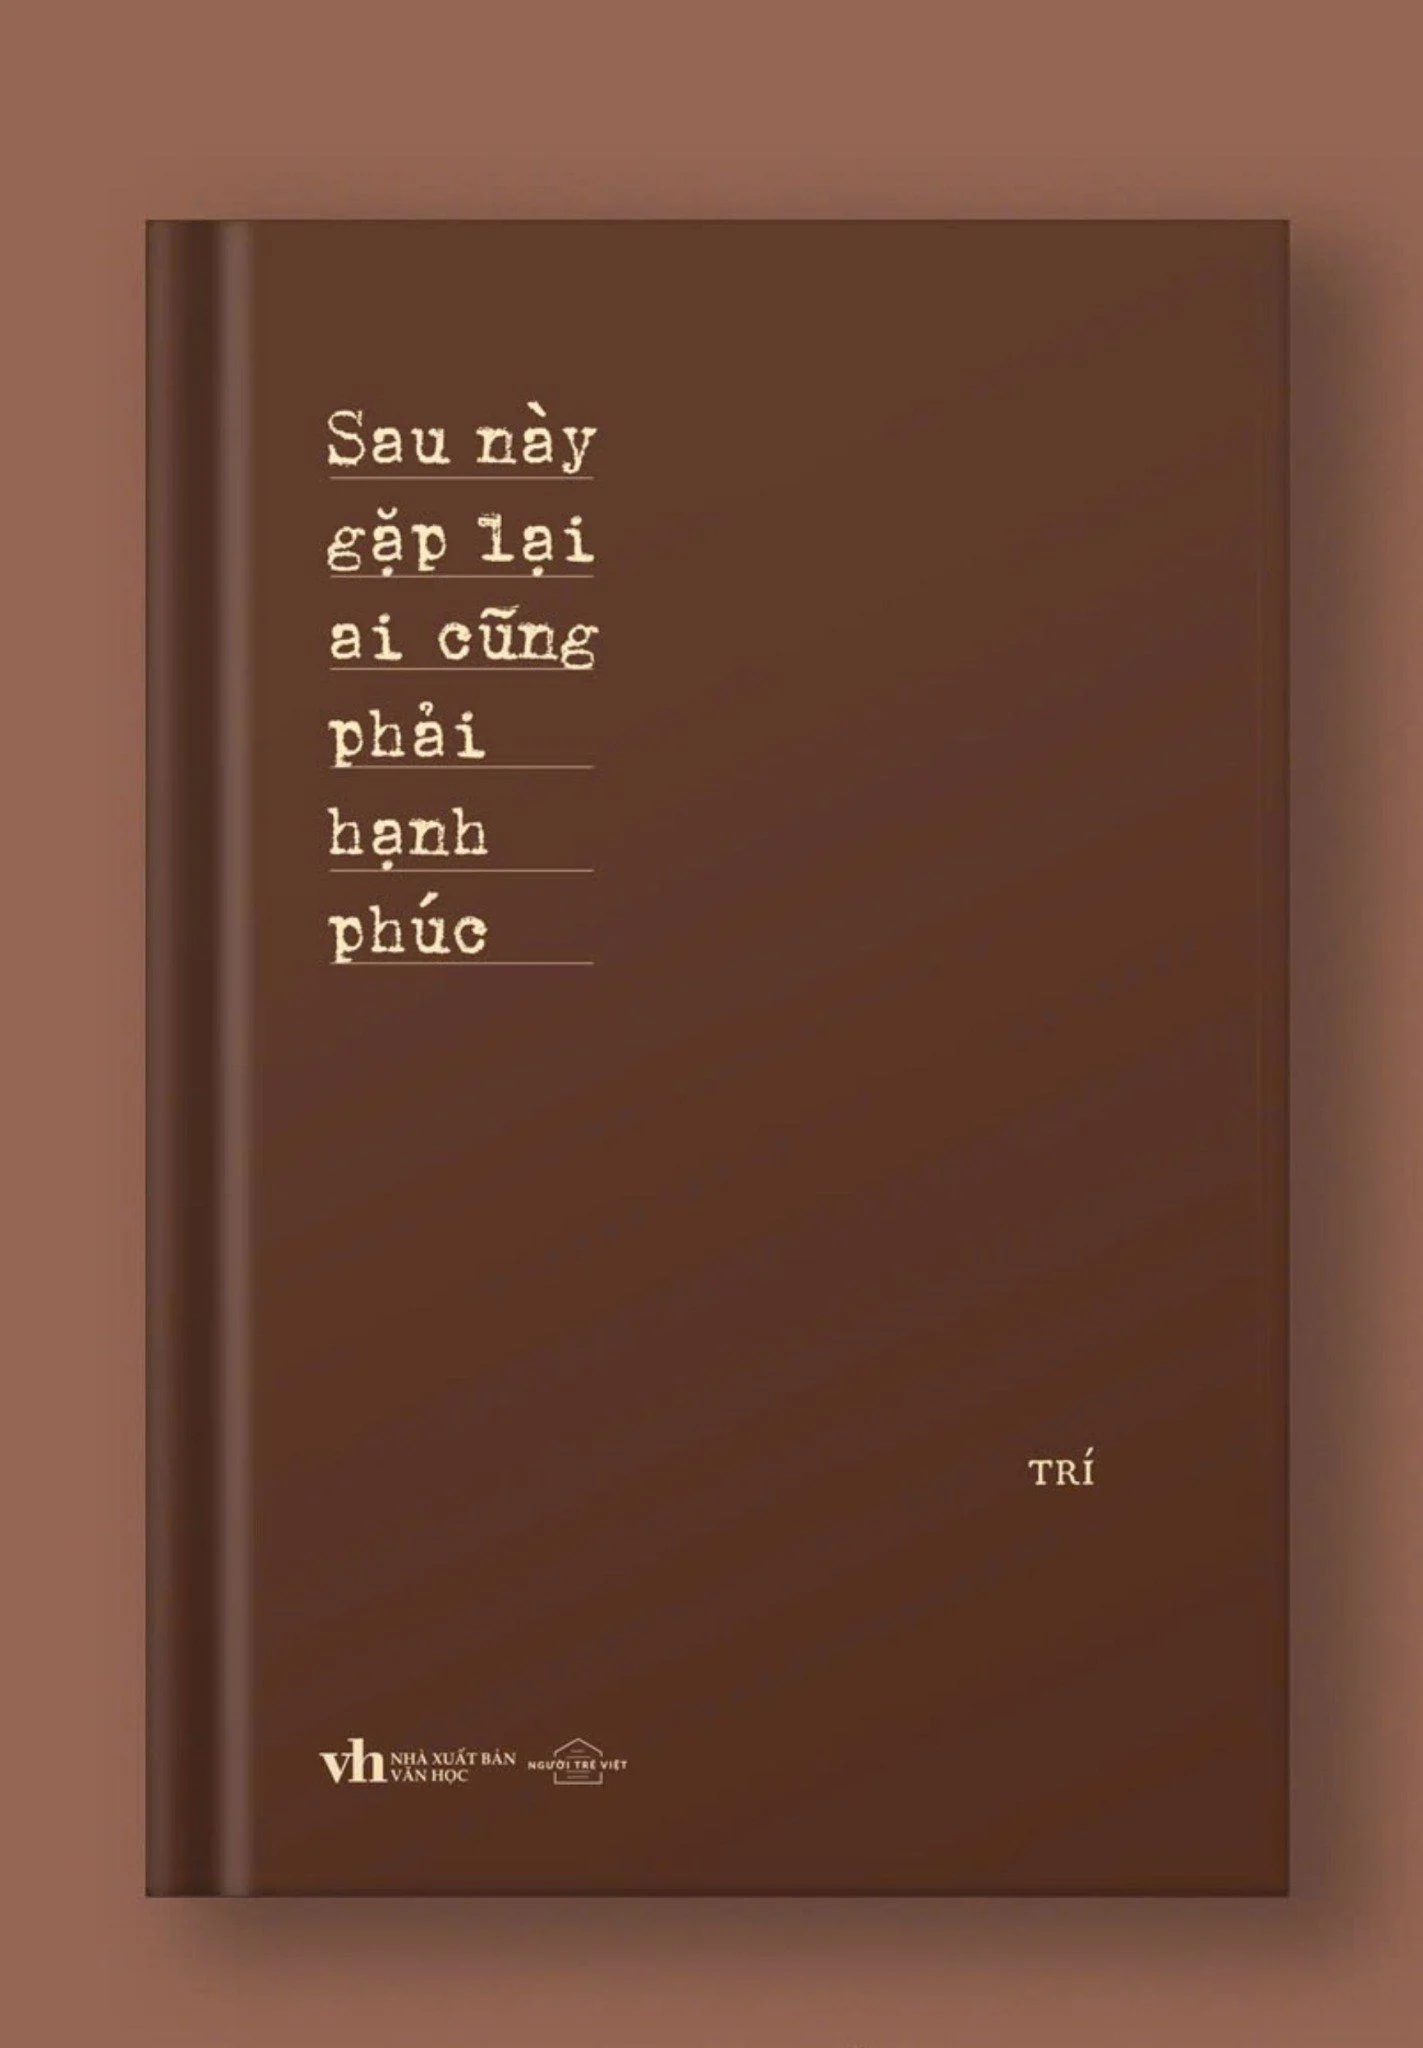 Sau này
gặp lại
ai cũng
phải
hạnh
phúc
TRÍ
vh NHÀ XUẤT BẢN
VĂN HỌC
NGƯỜI TRẺ VIỆT